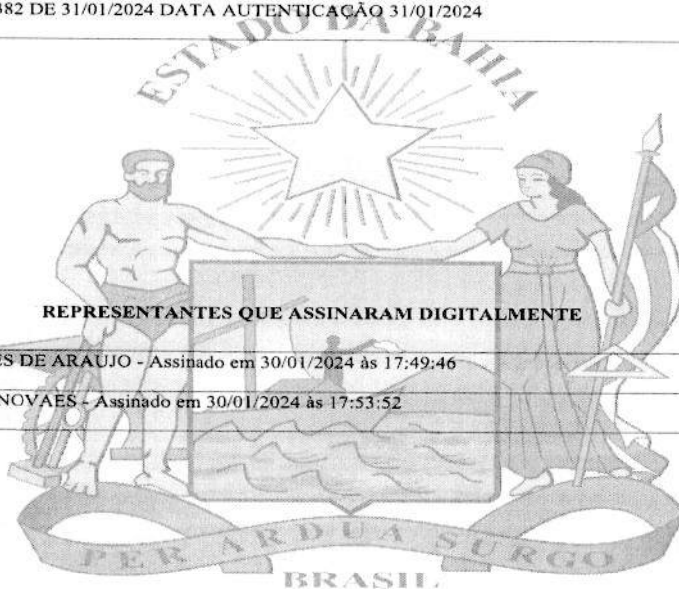 382 DE 31/01/2024 DATA AUTENTICAÇÃO 31/01/2024
ESTADO DA BAHIA
REPRESENTANTES QUE ASSINARAM DIGITALMENTE
ES DE ARAUJO - Assinado em 30/01/2024 às 17:49:46
NOVAES - Assinado em 30/01/2024 às 17:53:52
PER ARDUA SURGO
BRASIL